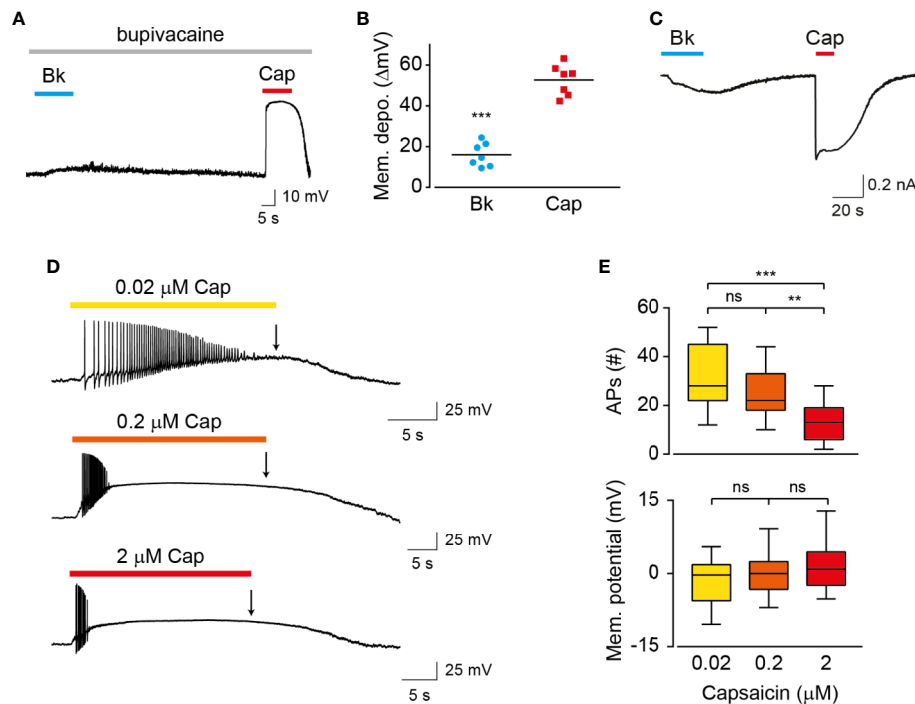 A
bupivacaine
Bk
Cap
10 mV
5 s
B
Mem. depo. (ΔmV)
60
40
20
0
***
Bk
Cap
C
Bk
Cap
0.2 nA
20 s
D
0.02 μM Cap
25 mV
5 s
0.2 μM Cap
25 mV
5 s
2 μM Cap
25 mV
5 s
E
***
ns
**
APs (#)
60
40
20
0
ns
ns
Mem. potential (mV)
15
0
-15
0.02
0.2
2
Capsaicin (μM)